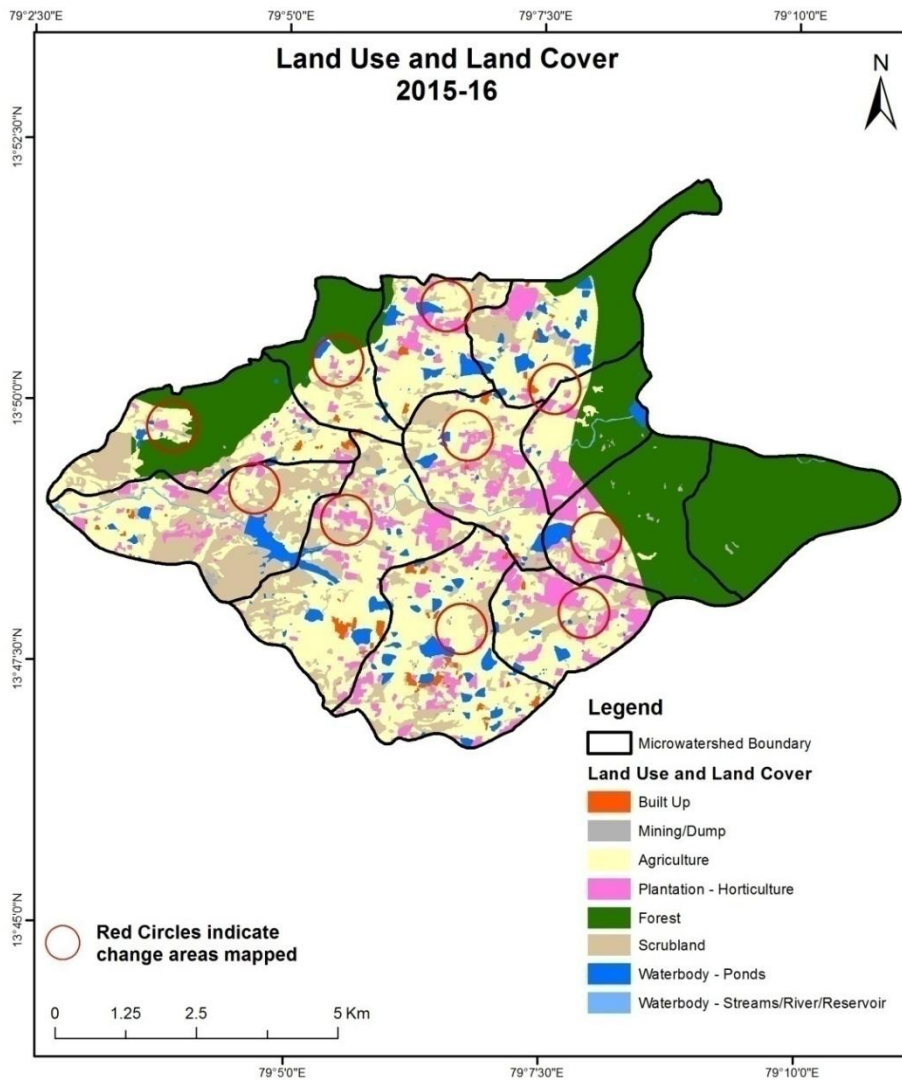 79°2'30"E 79°5'0"E 79°7'30"E 79°10'0"E
Land Use and Land Cover
2015-16
N
13°52'30"N
13°50'0"N
13°47'30"N
13°45'0"N
Legend
Microwatershed Boundary
Land Use and Land Cover
Built Up
Mining/Dump
Agriculture
Plantation - Horticulture
Forest
Scrubland
Waterbody - Ponds
Waterbody - Streams/River/Reservoir
Red Circles indicate
change areas mapped
0 1.25 2.5 5 Km
79°5'0"E 79°7'30"E 79°10'0"E